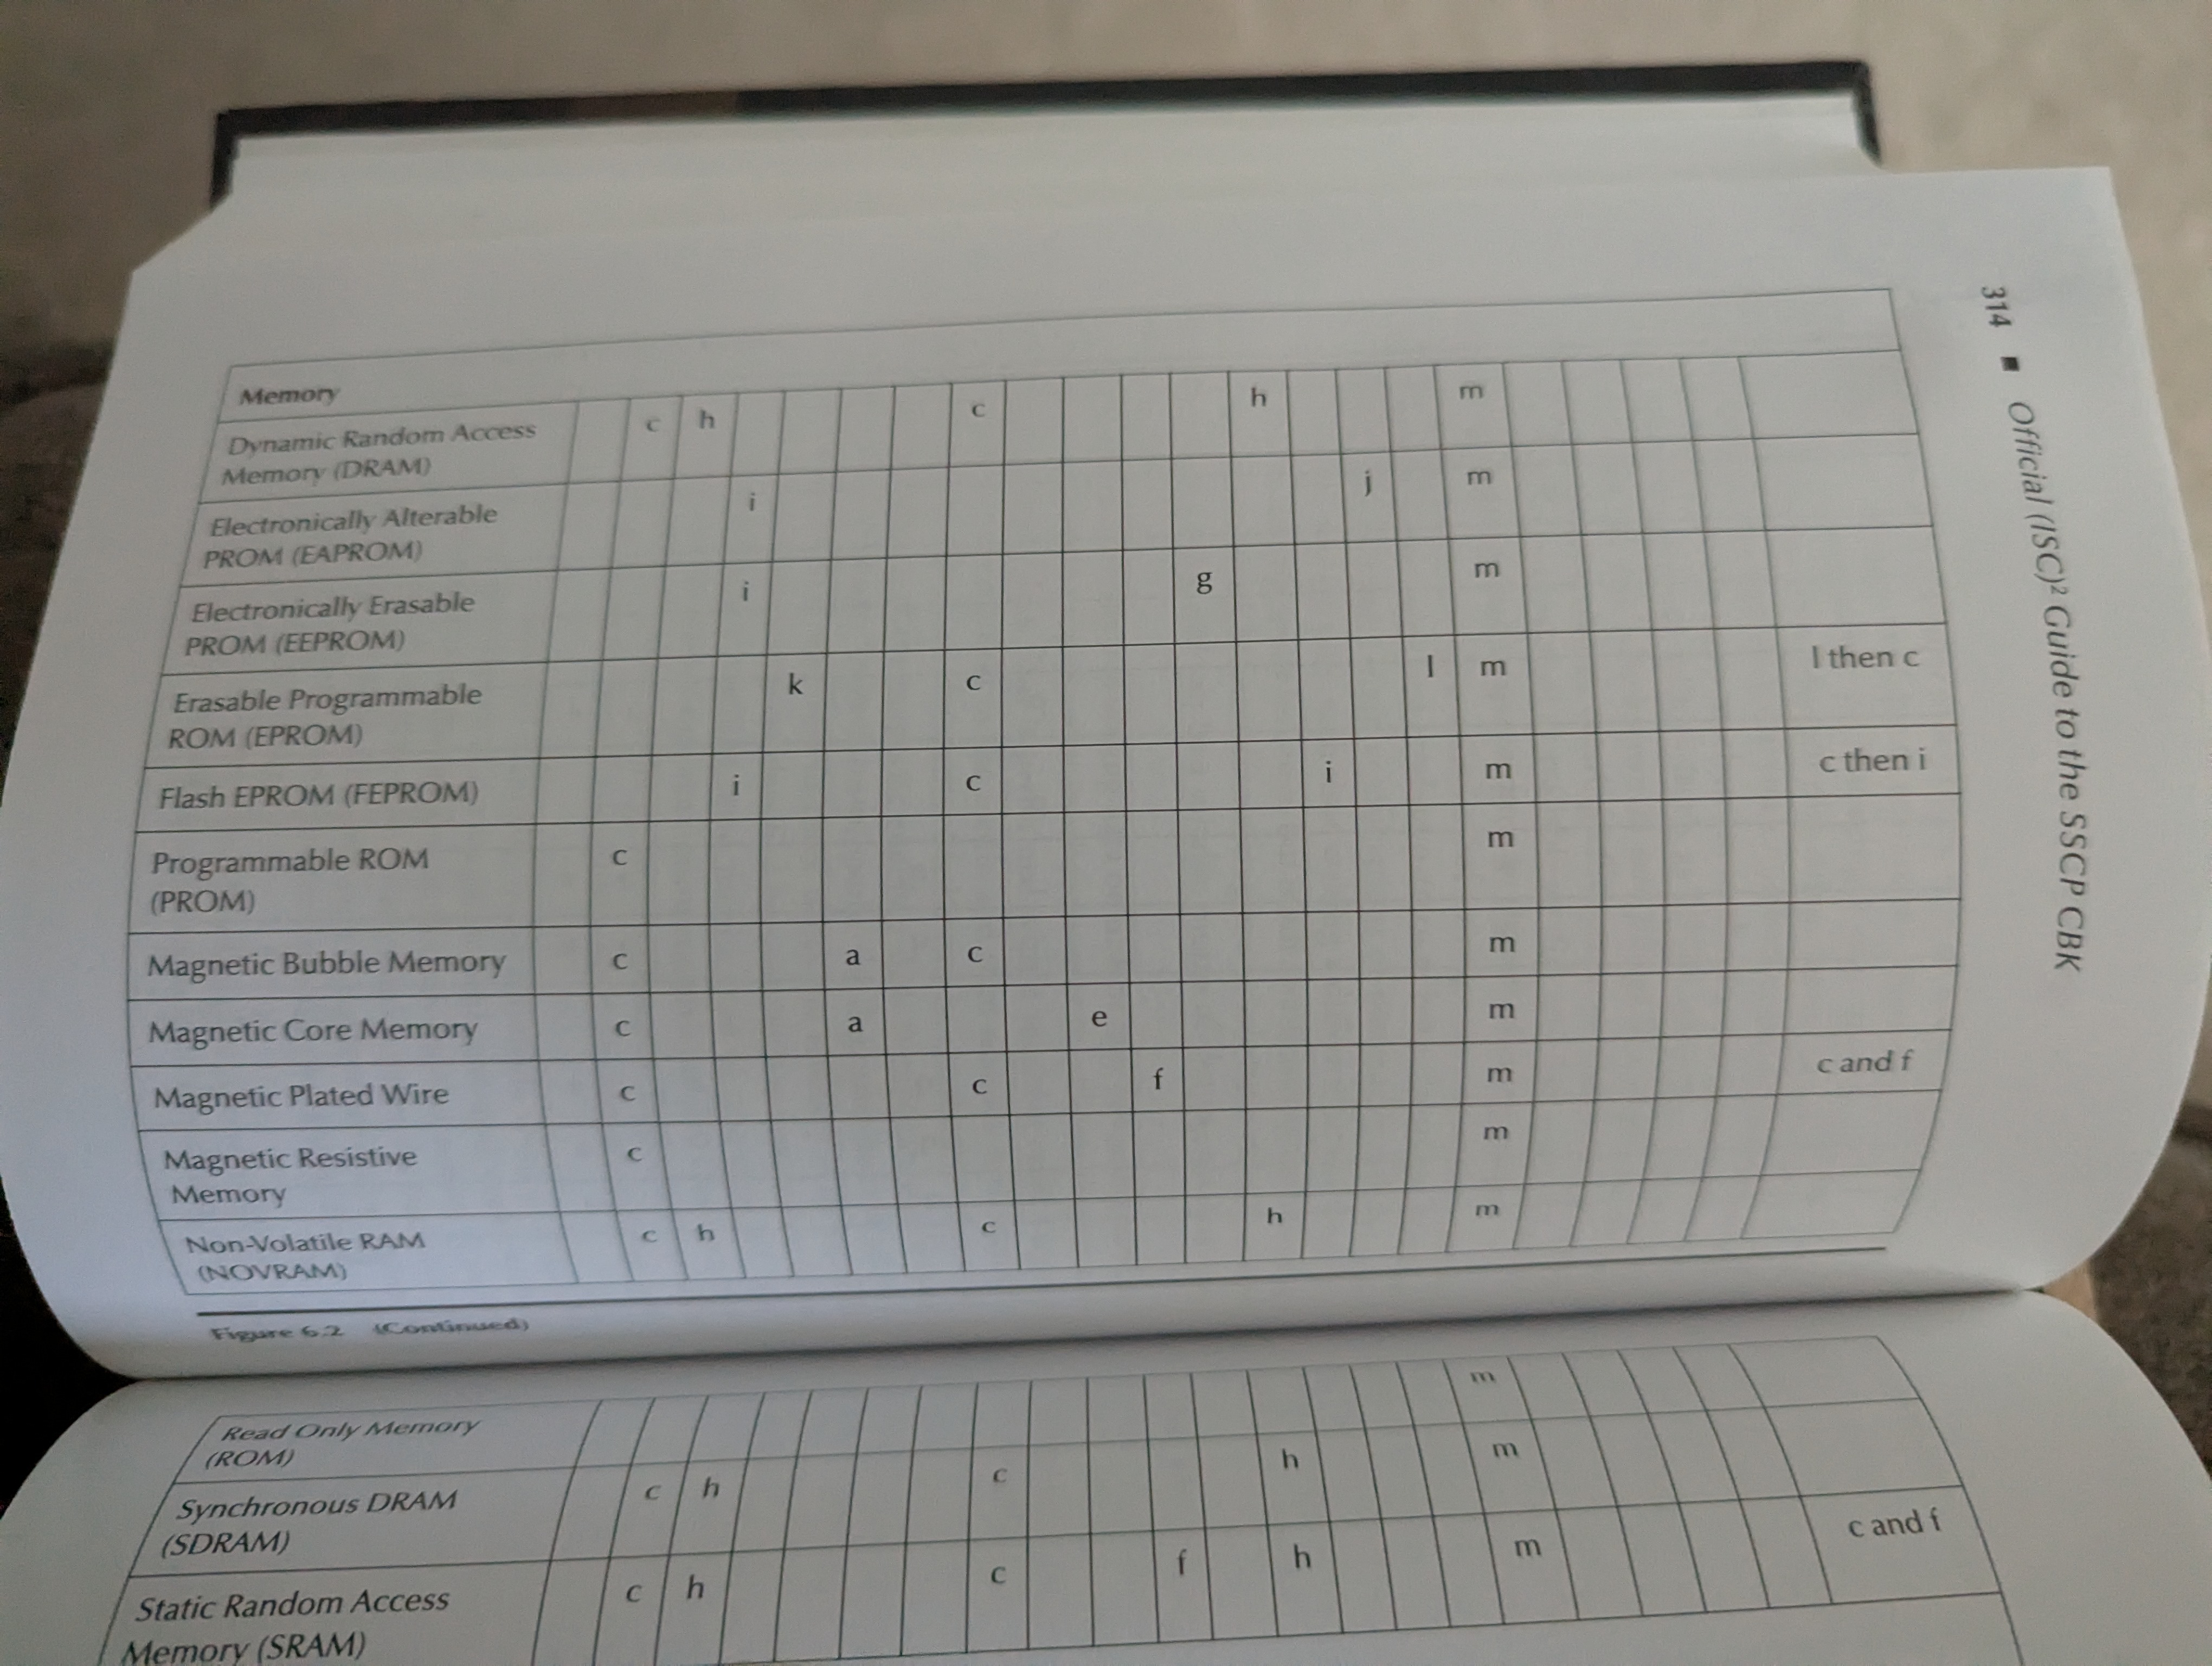 314 ■ Official (ISC)² Guide to the SSCP CBK
Memory
Dynamic Random Access
Memory (DRAM)
c h c h m
Electronically Alterable
PROM (EAPROM)
i j m
Electronically Erasable
PROM (EEPROM)
i g m
Erasable Programmable
ROM (EPROM)
k c l m l then c
Flash EPROM (FEPROM) i c i m c then i
Programmable ROM
(PROM)
c m
Magnetic Bubble Memory c a c m
Magnetic Core Memory c a e m
Magnetic Plated Wire c c f m c and f
Magnetic Resistive
Memory
c m
Non-Volatile RAM
(NOVRAM)
c h c h m
Figure 6.2 (Continued)
Read Only Memory
(ROM)
m
Synchronous DRAM
(SDRAM)
c h c h m
Static Random Access
Memory (SRAM)
c h c f h m c and f